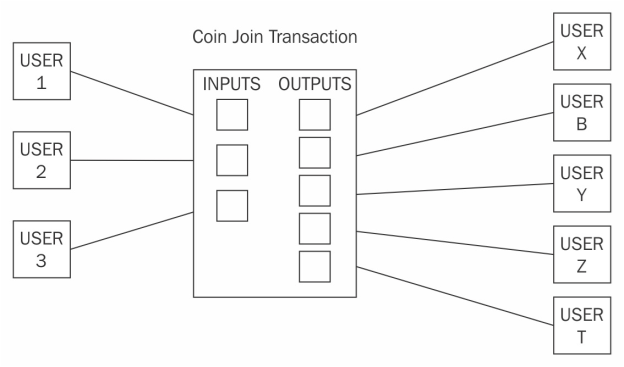 Coin Join Transaction
USER
1
USER
2
USER
3
INPUTS OUTPUTS
USER
X
USER
B
USER
Y
USER
Z
USER
T